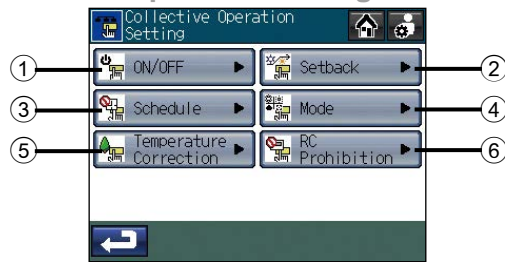 Collective Operation
Setting
① ON/OFF
② Setback
③ Schedule
④ Mode
⑤ Temperature
Correction
⑥ RC
Prohibition